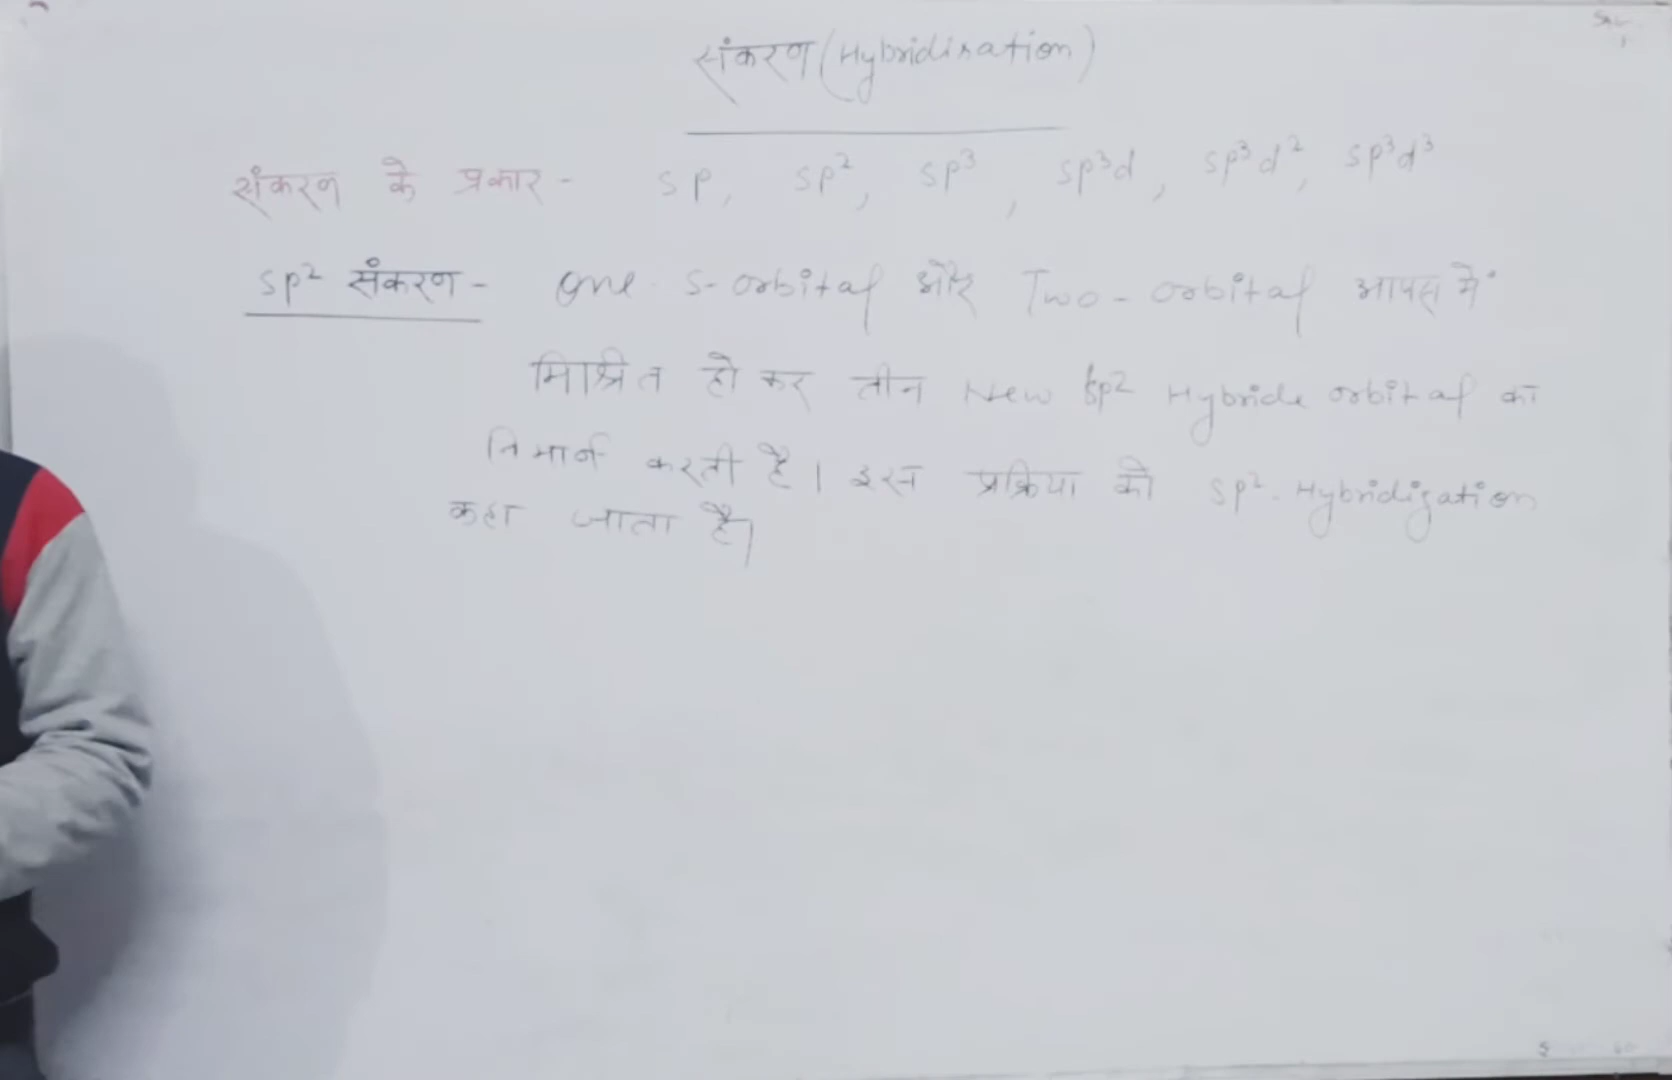 संकरण (Hybridization)
संकरण के प्रकार - sp, sp², sp³, sp³d, sp³d², sp³d³
sp² संकरण - One s-orbital और Two-orbital आपस में
मिश्रित हो कर तीन New sp2 Hybride orbital का
निमार्न करती है। इस प्रक्रिया को sp²-Hybridization
कहा जाता है।